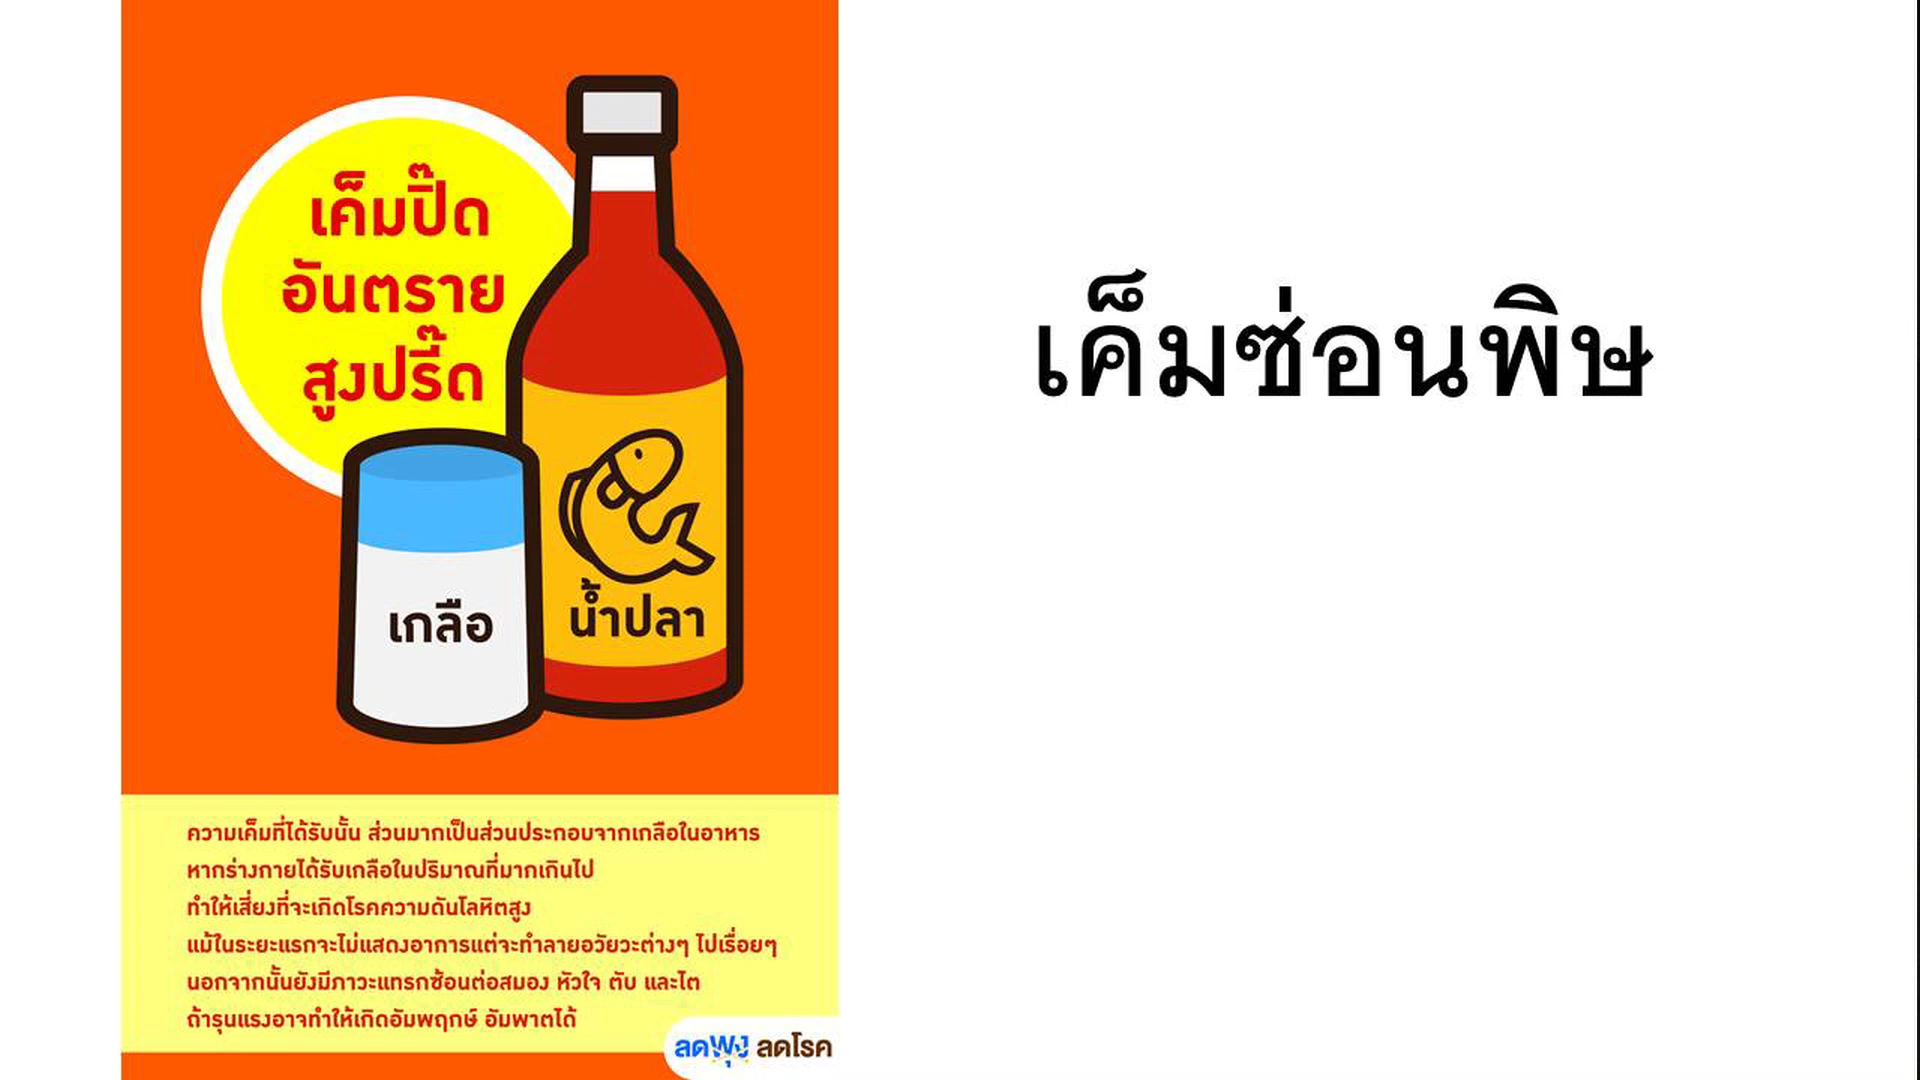 เค็มปิ๊ด
อันตราย
สูงปรี๊ด
เกลือ
น้ำปลา
ความเค็มที่ได้รับนั้น ส่วนมากเป็นส่วนประกอบจากเกลือในอาหาร
หากร่างกายได้รับเกลือในปริมาณที่มากเกินไป
ทำให้เสี่ยงที่จะเกิดโรคความดันโลหิตสูง
แม้ในระยะแรกจะไม่แสดงอาการแต่จะทำลายอวัยวะต่างๆ ไปเรื่อยๆ
นอกจากนั้นยังมีภาวะแทรกซ้อนต่อสมอง หัวใจ ตับ และไต
ถ้ารุนแรงอาจทำให้เกิดอัมพฤกษ์ อัมพาตได้
ลดพุง ลดโรค
เค็มซ่อนพิษ